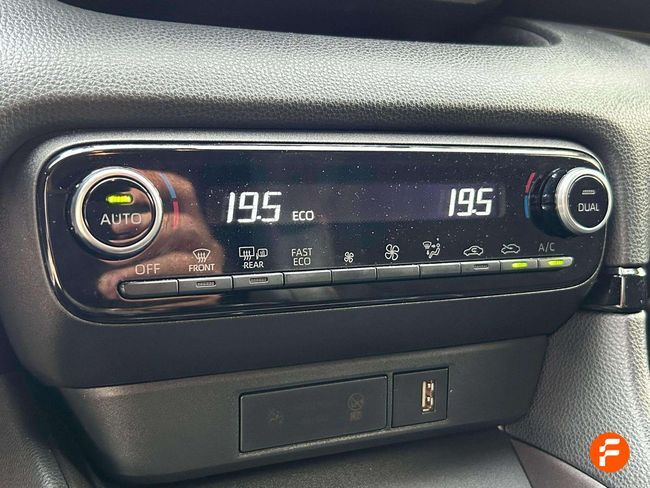 AUTO
19.5 ECO
19.5
DUAL
OFF
FRONT
REAR
FAST
ECO
A/C